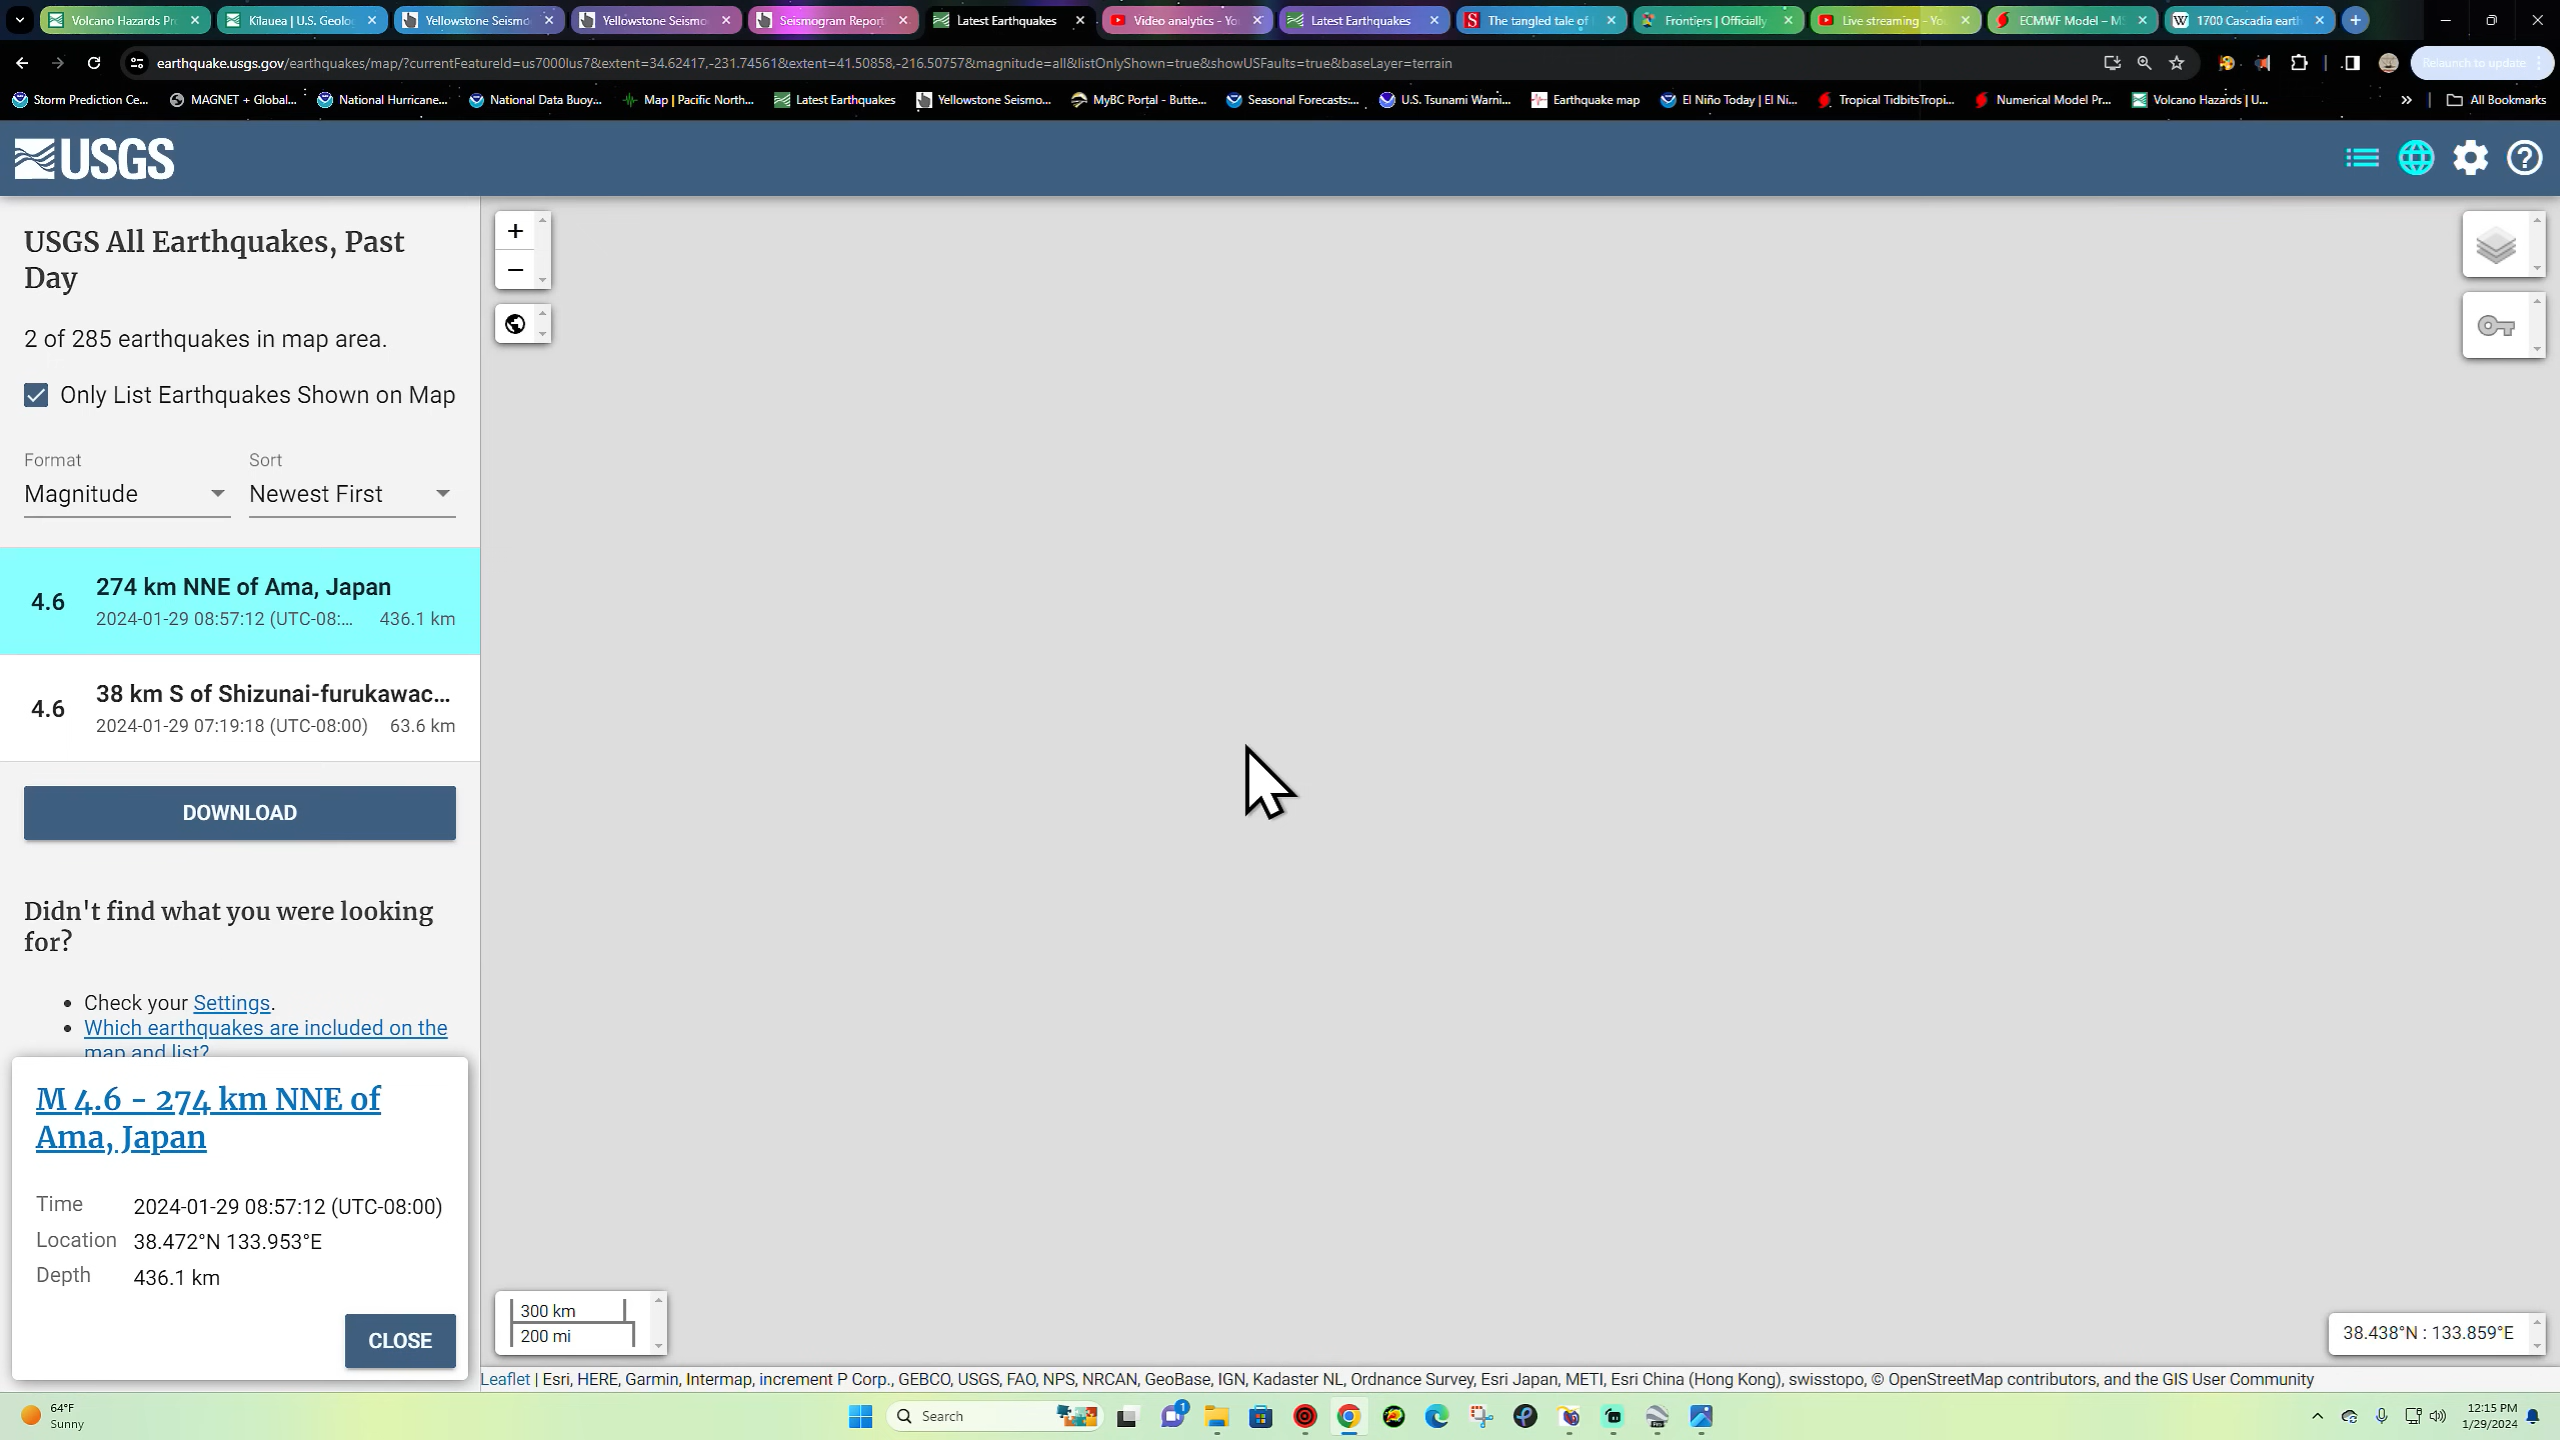 Volcano Hazards Pr
Kīlauea | U.S. Geolo
Yellowstone Seismo
Yellowstone Seismo
Seismogram Report
Latest Earthquakes
Video analytics - Yo
Latest Earthquakes
The tangled tale of
Frontiers | Officially
Live streaming - Yo
ECMWF Model – M
1700 Cascadia earth
earthquake.usgs.gov/earthquakes/map/?currentFeatureId=us7000lus7&extent=34.62417,-231.74561&extent=41.50858,-216.50757&magnitude=all&listOnlyShown=true&showUSFaults=true&baseLayer=terrain
Relaunch to update
Storm Prediction Ce...
MAGNET + Global...
National Hurricane...
National Data Buoy...
Map | Pacific North...
Latest Earthquakes
Yellowstone Seismo...
MyBC Portal - Butte...
Seasonal Forecasts:...
U.S. Tsunami Warni...
Earthquake map
El Niño Today | El Ni...
Tropical TidbitsTropi...
Numerical Model Pr...
Volcano Hazards | U...
All Bookmarks
USGS
USGS All Earthquakes, Past
Day
2 of 285 earthquakes in map area.
Only List Earthquakes Shown on Map
Format
Sort
Magnitude
Newest First
4.6
274 km NNE of Ama, Japan
2024-01-29 08:57:12 (UTC-08:...
436.1 km
4.6
38 km S of Shizunai-furukawac...
2024-01-29 07:19:18 (UTC-08:00)
63.6 km
DOWNLOAD
Didn't find what you were looking
for?
Check your Settings.
Which earthquakes are included on the
map and list?
M 4.6 - 274 km NNE of
Ama, Japan
Time 2024-01-29 08:57:12 (UTC-08:00)
Location 38.472°N 133.953°E
Depth 436.1 km
CLOSE
+
−
300 km
200 mi
38.438°N : 133.859°E
Leaflet | Esri, HERE, Garmin, Intermap, increment P Corp., GEBCO, USGS, FAO, NPS, NRCAN, GeoBase, IGN, Kadaster NL, Ordnance Survey, Esri Japan, METI, Esri China (Hong Kong), swisstopo, © OpenStreetMap contributors, and the GIS User Community
64°F
Sunny
Search
1
12:15 PM
1/29/2024